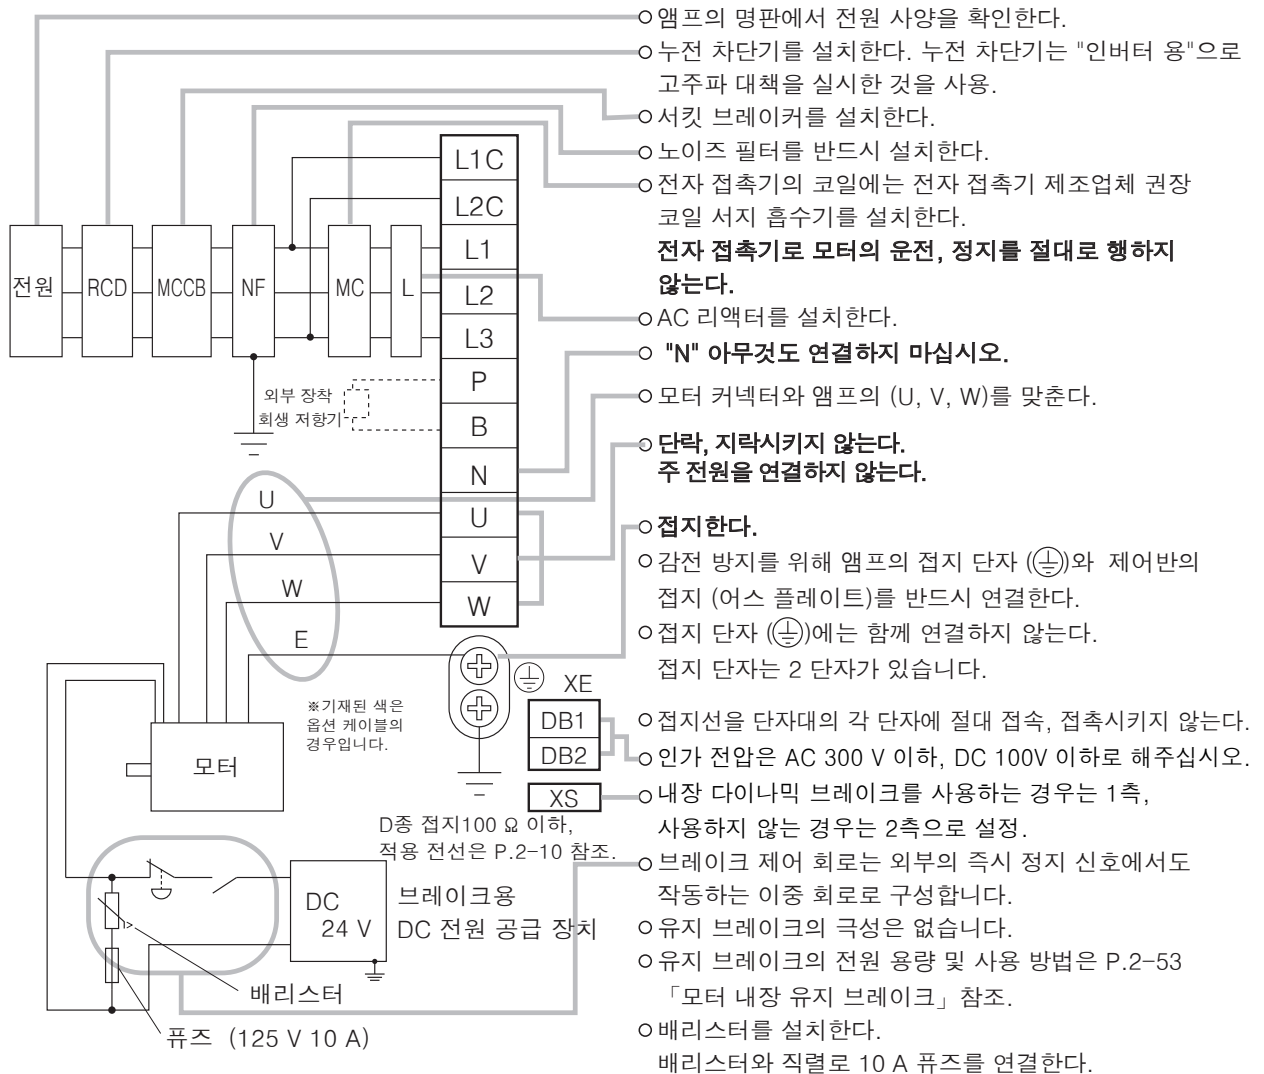 앰프의 명판에서 전원 사양을 확인한다.
누전 차단기를 설치한다. 누전 차단기는 "인버터 용"으로
고주파 대책을 실시한 것을 사용.
서킷 브레이커를 설치한다.
노이즈 필터를 반드시 설치한다.
전자 접촉기의 코일에는 전자 접촉기 제조업체 권장
코일 서지 흡수기를 설치한다.
전자 접촉기로 모터의 운전, 정지를 절대로 행하지
않는다.
AC 리액터를 설치한다.
"N" 아무것도 연결하지 마십시오.
모터 커넥터와 앰프의 (U, V, W)를 맞춘다.
단락, 지락시키지 않는다.
주 전원을 연결하지 않는다.
접지한다.
감전 방지를 위해 앰프의 접지 단자 (⏚)와 제어반의
접지 (어스 플레이트)를 반드시 연결한다.
접지 단자 (⏚)에는 함께 연결하지 않는다.
접지 단자는 2 단자가 있습니다.
접지선을 단자대의 각 단자에 절대 접속, 접촉시키지 않는다.
인가 전압은 AC 300 V 이하, DC 100V 이하로 해주십시오.
내장 다이나믹 브레이크를 사용하는 경우는 1측,
사용하지 않는 경우는 2측으로 설정.
브레이크 제어 회로는 외부의 즉시 정지 신호에서도
작동하는 이중 회로로 구성합니다.
유지 브레이크의 극성은 없습니다.
유지 브레이크의 전원 용량 및 사용 방법은 P.2-53
「모터 내장 유지 브레이크」참조.
배리스터를 설치한다.
배리스터와 직렬로 10 A 퓨즈를 연결한다.
전원
RCD
MCCB
NF
MC
L
L1C
L2C
L1
L2
L3
P
B
N
U
V
W
외부 장착
회생 저항기
U
V
W
E
XE
DB1
DB2
XS
※기재된 색은
옵션 케이블의
경우입니다.
모터
D종 접지100 Ω 이하,
적용 전선은 P.2-10 참조.
DC
24 V
브레이크용
DC 전원 공급 장치
배리스터
퓨즈 (125 V 10 A)